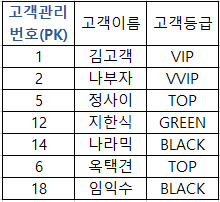 고객관리 번호(PK) 고객이름 고객등급
1 김고객 VIP
2 나부자 VVIP
5 정사이 TOP
12 지한식 GREEN
14 나라믹 BLACK
6 옥택견 TOP
18 임익수 BLACK